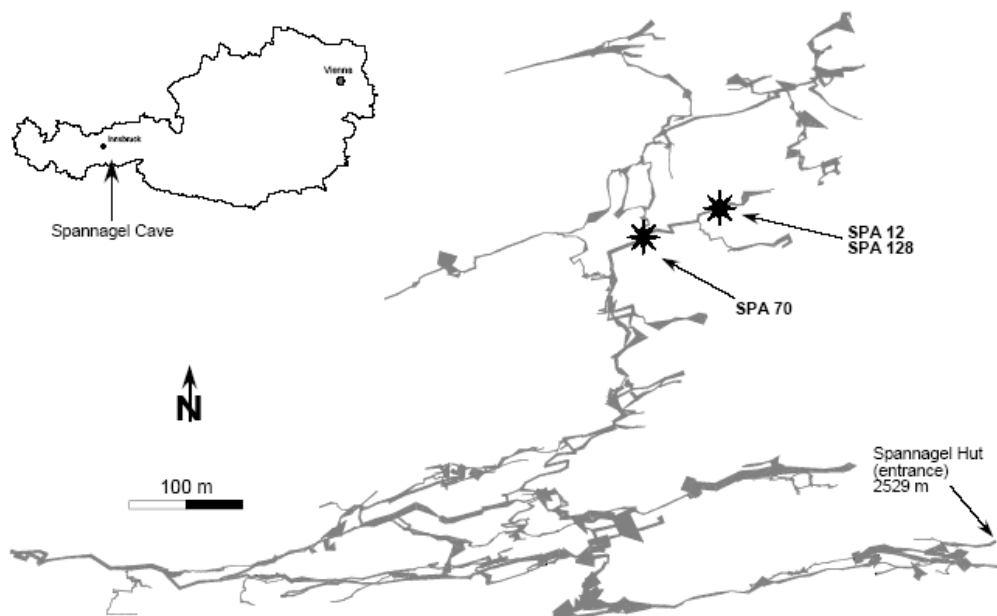 Vienna
Innsbruck
Spannagel Cave
SPA 12
SPA 128
SPA 70
N
100 m
Spannagel Hut
(entrance)
2529 m